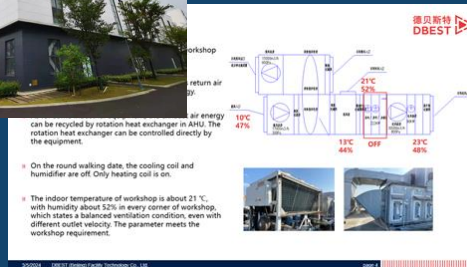 德贝斯特
DBEST
workshop
return air
gy.
air energy
can be recycled by rotation heat exchanger in AHU. The
rotation heat exchanger can be controlled directly by
the equipment.
On the round walking date, the cooling coil and
humidifier are off. Only heating coil is on.
The indoor temperature of workshop is about 21 ℃,
with humidity about 52% in every corner of workshop,
which states a balanced ventilation condition, even with
different outlet velocity. The parameter meets the
workshop requirement.
21℃
52%
10℃
47%
13℃
44%
OFF
23℃
48%
3/5/2024 DBEST (Beijing) Facility Technology Co., Ltd.
page 4